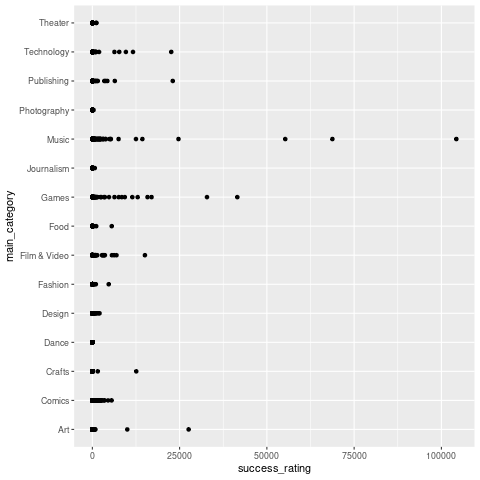 Theater
Technology
Publishing
Photography
Music
Journalism
Games
Food
Film & Video
Fashion
Design
Dance
Crafts
Comics
Art
main_category
0 25000 50000 75000 100000
success_rating